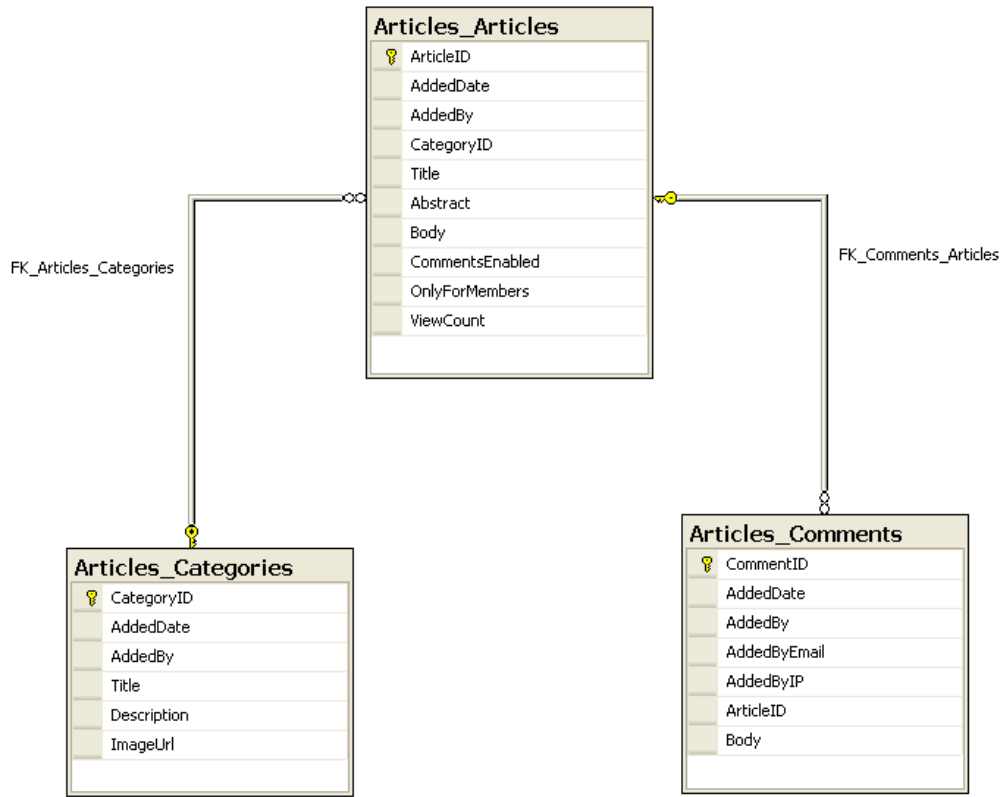 Articles_Articles
ArticleID
AddedDate
AddedBy
CategoryID
Title
Abstract
Body
CommentsEnabled
OnlyForMembers
ViewCount
FK_Articles_Categories
FK_Comments_Articles
Articles_Categories
CategoryID
AddedDate
AddedBy
Title
Description
ImageUrl
Articles_Comments
CommentID
AddedDate
AddedBy
AddedByEmail
AddedByIP
ArticleID
Body